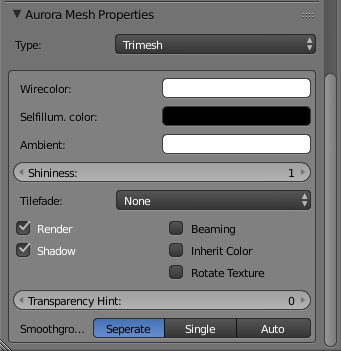 Aurora Mesh Properties
Type: Trimesh
Wirecolor:
Selfillum. color:
Ambient:
Shininess: 1
Tilefade: None
Render Beaming
Shadow Inherit Color
Rotate Texture
Transparency Hint: 0
Smoothgro... Seperate Single Auto